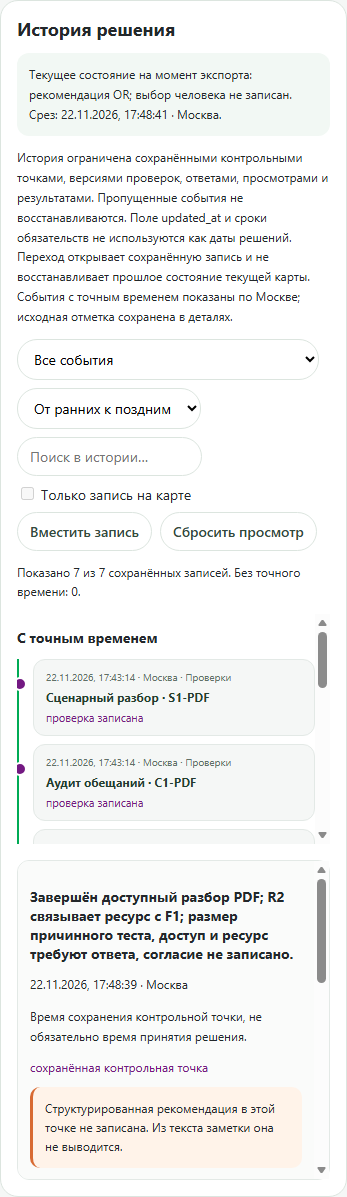 История решения
Текущее состояние на момент экспорта:
рекомендация OR; выбор человека не записан.
Срез: 22.11.2026, 17:48:41 · Москва.
История ограничена сохранёнными контрольными
точками, версиями проверок, ответами, просмотрами и
результатами. Пропущенные события не
восстанавливаются. Поле updated_at и сроки
обязательств не используются как даты решений.
Переход открывает сохранённую запись и не
восстанавливает прошлое состояние текущей карты.
События с точным временем показаны по Москве;
исходная отметка сохранена в деталях.
Все события
От ранних к поздним
Поиск в истории...
Только запись на карте
Вместить запись
Сбросить просмотр
Показано 7 из 7 сохранённых записей. Без точного
времени: 0.
С точным временем
22.11.2026, 17:43:14 · Москва · Проверки
Сценарный разбор · S1-PDF
проверка записана
22.11.2026, 17:43:14 · Москва · Проверки
Аудит обещаний · C1-PDF
проверка записана
Завершён доступный разбор PDF; R2
связывает ресурс с F1; размер
причинного теста, доступ и ресурс
требуют ответа, согласие не записано.
22.11.2026, 17:48:39 · Москва
Время сохранения контрольной точки, не
обязательно время принятия решения.
сохранённая контрольная точка
Структурированная рекомендация в этой
точке не записана. Из текста заметки она
не выводится.